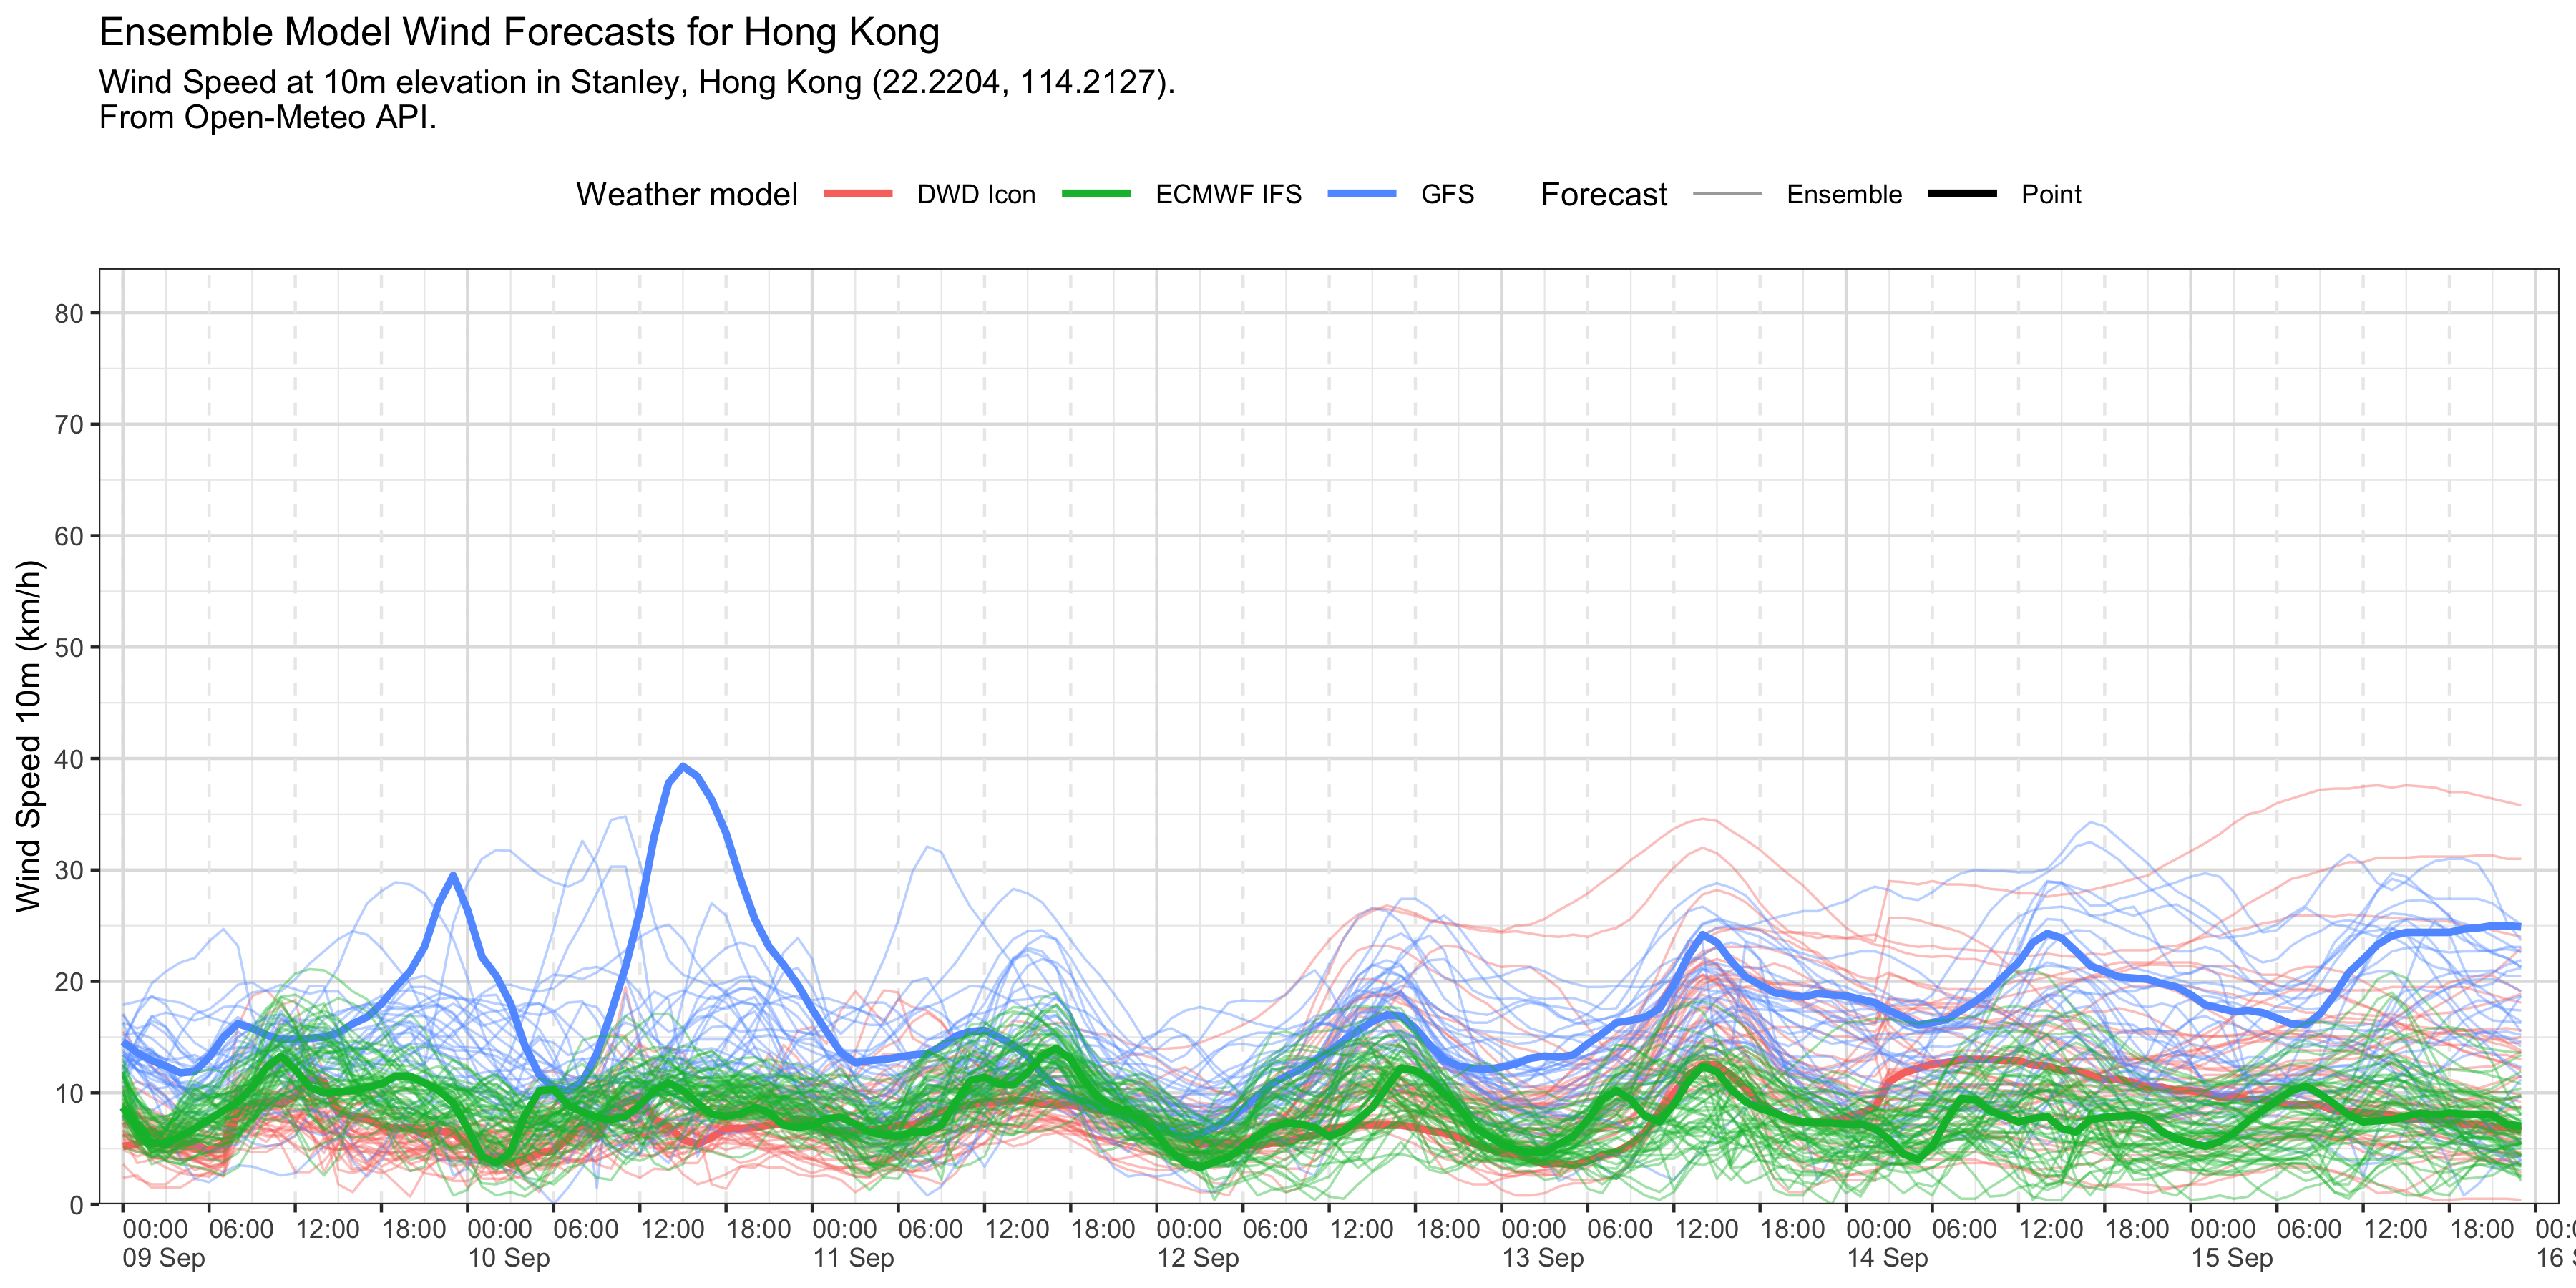 Ensemble Model Wind Forecasts for Hong Kong
Wind Speed at 10m elevation in Stanley, Hong Kong (22.2204, 114.2127).
From Open-Meteo API.
Weather model DWD Icon ECMWF IFS GFS Forecast Ensemble Point
Wind Speed 10m (km/h)
80
70
60
50
40
30
20
10
0
00:00 06:00 12:00 18:00 00:00 06:00 12:00 18:00 00:00 06:00 12:00 18:00 00:00 06:00 12:00 18:00 00:00 06:00 12:00 18:00 00:00 06:00 12:00 18:00 00:00 06:00 12:00 18:00
09 Sep 10 Sep 11 Sep 12 Sep 13 Sep 14 Sep 15 Sep 16